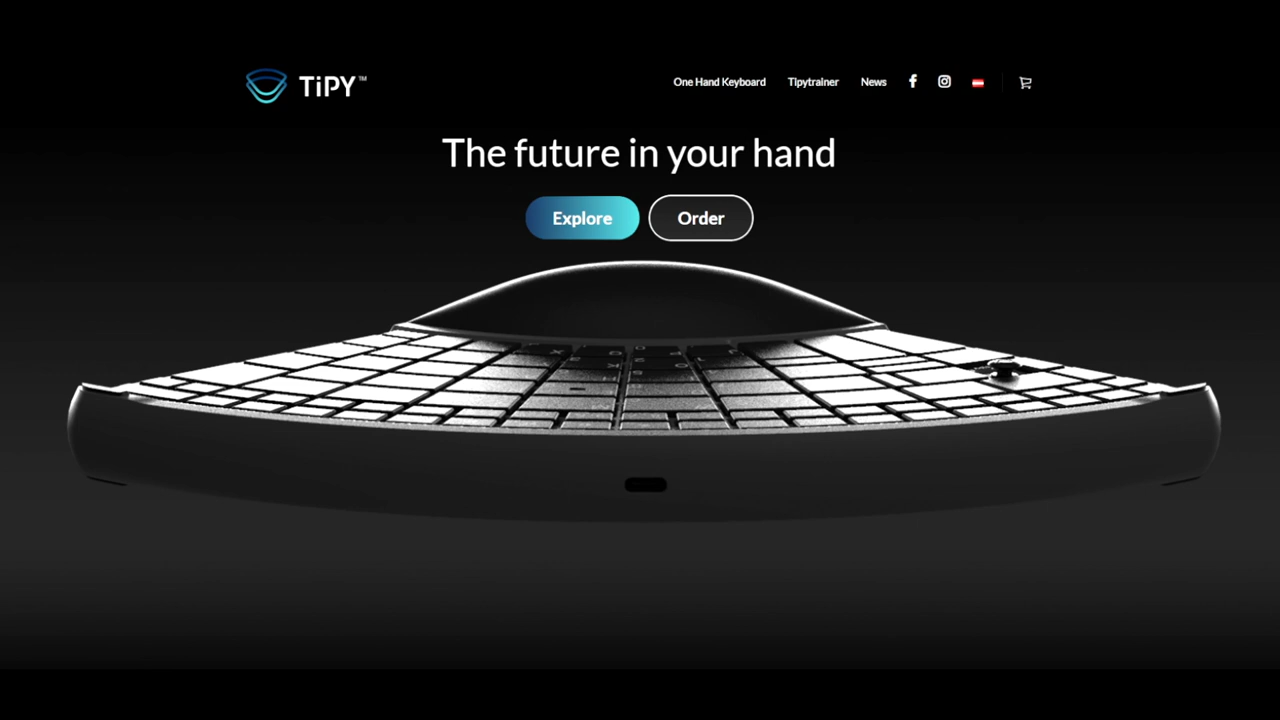 TiPY™
One Hand Keyboard Tipytrainer News
The future in your hand
Explore Order